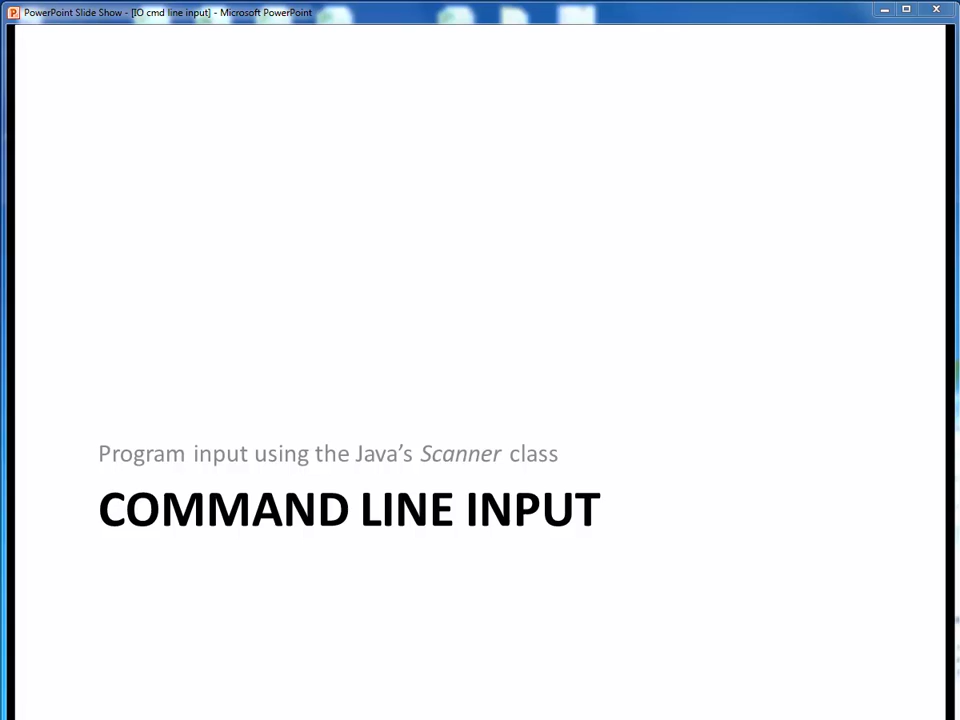 PowerPoint Slide Show - [IO cmd line input] - Microsoft PowerPoint
Program input using the Java's Scanner class
COMMAND LINE INPUT